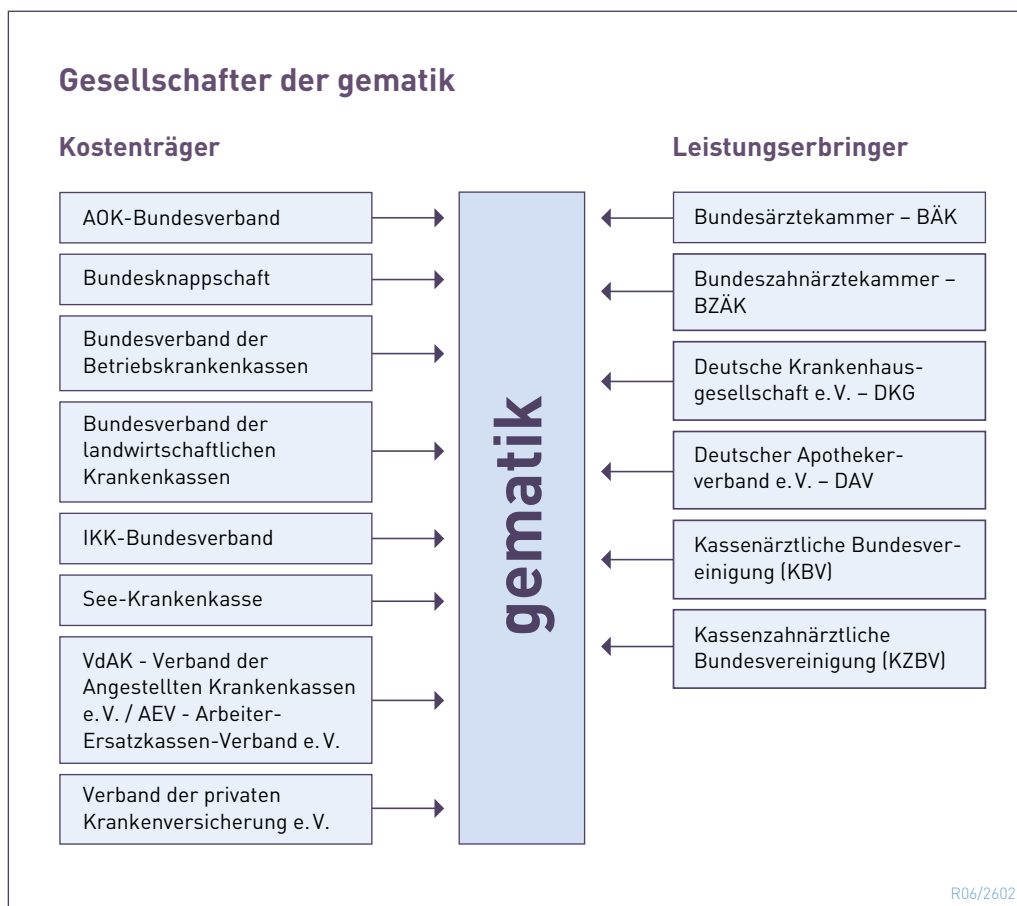 Gesellschafter der gematik
Kostenträger
AOK-Bundesverband
Bundesknappschaft
Bundesverband der
Betriebskrankenkassen
Bundesverband der
landwirtschaftlichen
Krankenkassen
IKK-Bundesverband
See-Krankenkasse
VdAK - Verband der
Angestellten Krankenkassen
e.V. / AEV - Arbeiter-
Ersatzkassen-Verband e.V.
Verband der privaten
Krankenversicherung e.V.
gematik
Leistungserbringer
Bundesärztekammer – BÄK
Bundeszahnärztekammer –
BZÄK
Deutsche Krankenhaus-
gesellschaft e.V. – DKG
Deutscher Apotheker-
verband e.V. – DAV
Kassenärztliche Bundesver-
einigung (KBV)
Kassenzahnärztliche
Bundesvereinigung (KZBV)
R06/2602